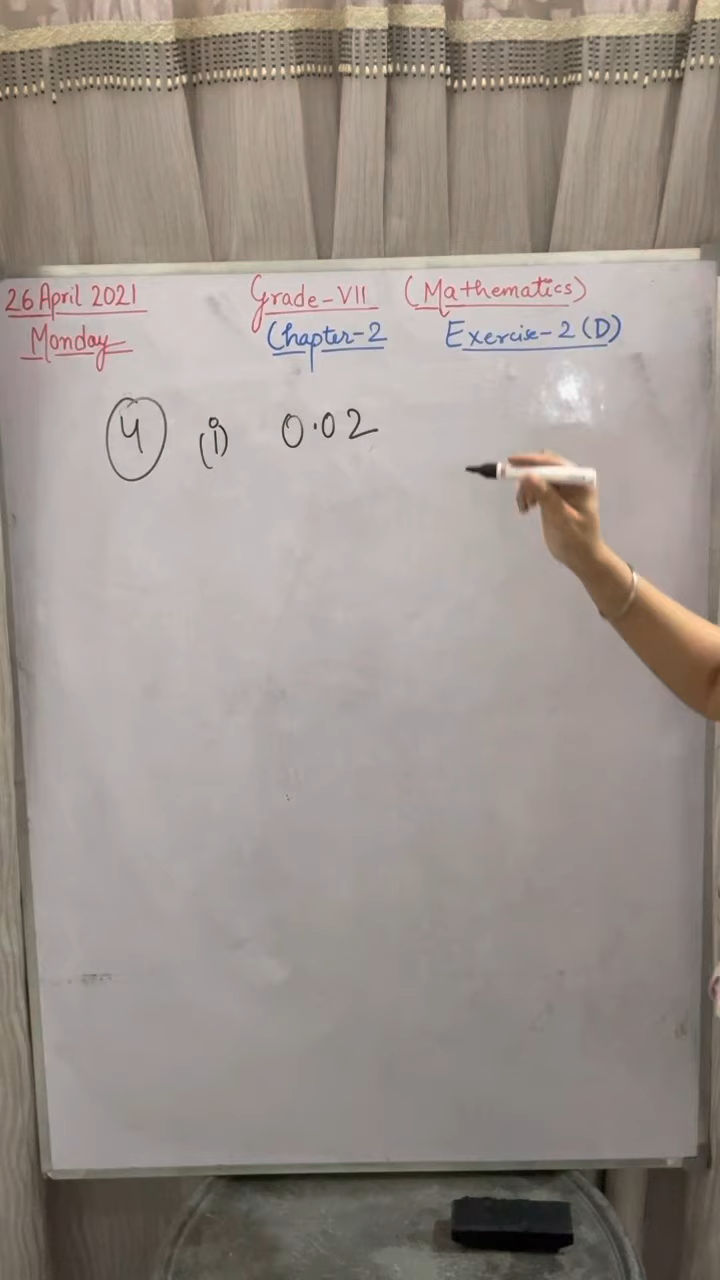 26 April 2021 Grade-VII (Mathematics)
Monday Chapter-2 Exercise-2 (D)
4 (i) 0.02